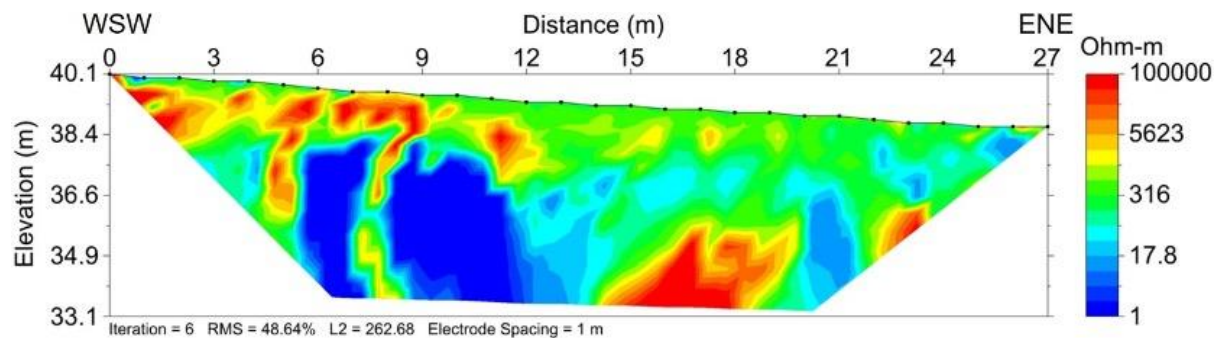 WSW Distance (m) ENE
0 3 6 9 12 15 18 21 24 27
Ohm-m
40.1 100000
38.4 5623
Elevation (m)
36.6 316
34.9 17.8
33.1 1
Iteration = 6 RMS = 48.64% L2 = 262.68 Electrode Spacing = 1 m